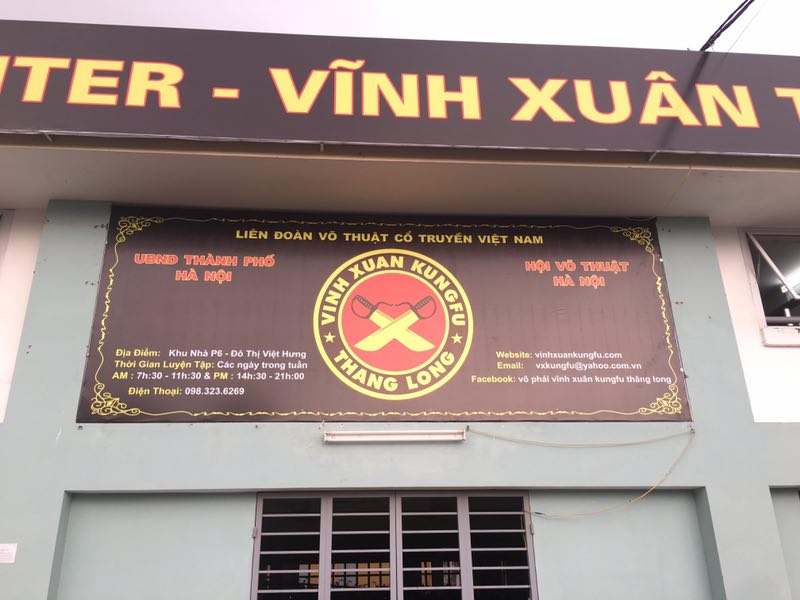 NTER - VĨNH XUÂN T
LIÊN ĐOÀN VÕ THUẬT CỔ TRUYỀN VIỆT NAM
UBND THÀNH PHỐ
HÀ NỘI
HỘI VÕ THUẬT
HÀ NỘI
VINH XUAN KUNGFU
THANG LONG
Địa Điểm: Khu Nhà P6 - Đô Thị Việt Hưng
Thời Gian Luyện Tập: Các ngày trong tuần
AM : 7h:30 - 11h:30 & PM : 14h:30 - 21h:00
Điện Thoại: 098.323.6269
Website: vinhxuankungfu.com
Email: vxkungfu@yahoo.com.vn
Facebook: võ phái vĩnh xuân kungfu thăng long